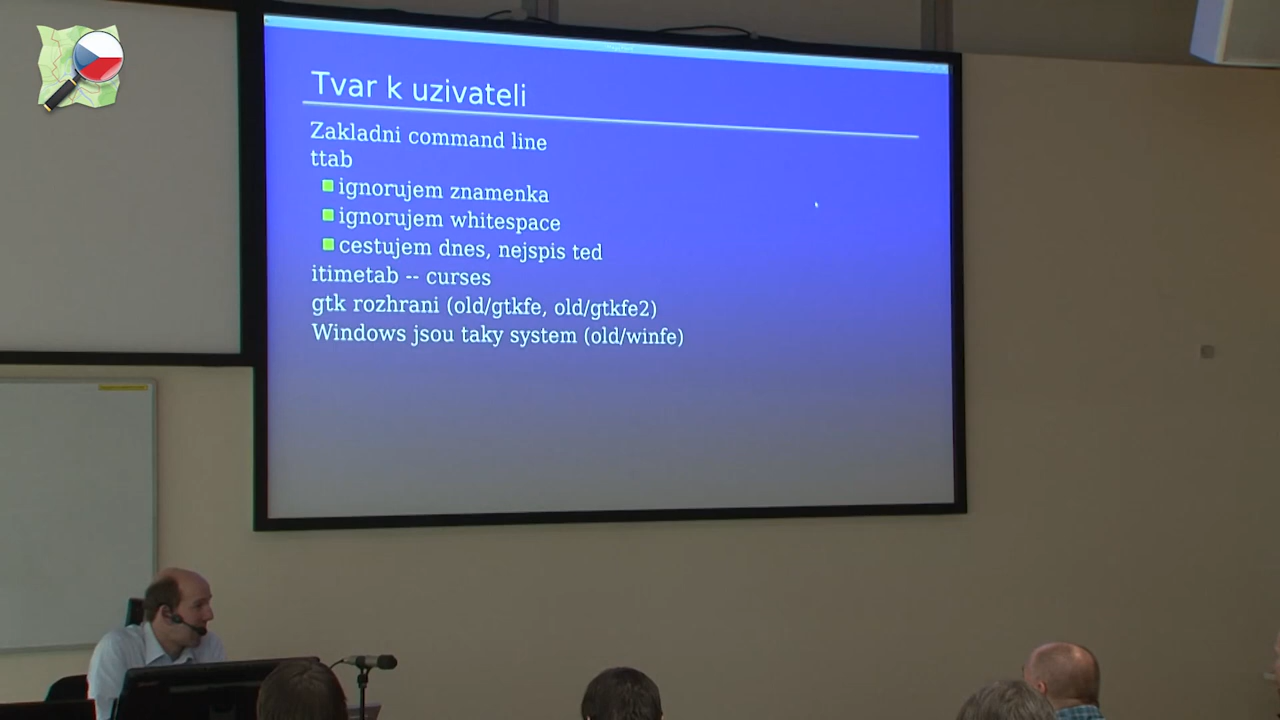 Tvar k uzivateli
Zakladni command line
ttab
ignorujem znamenka
ignorujem whitespace
cestujem dnes, nejspis ted
itimetab -- curses
gtk rozhrani (old/gtkfe, old/gtkfe2)
Windows jsou taky system (old/winfe)